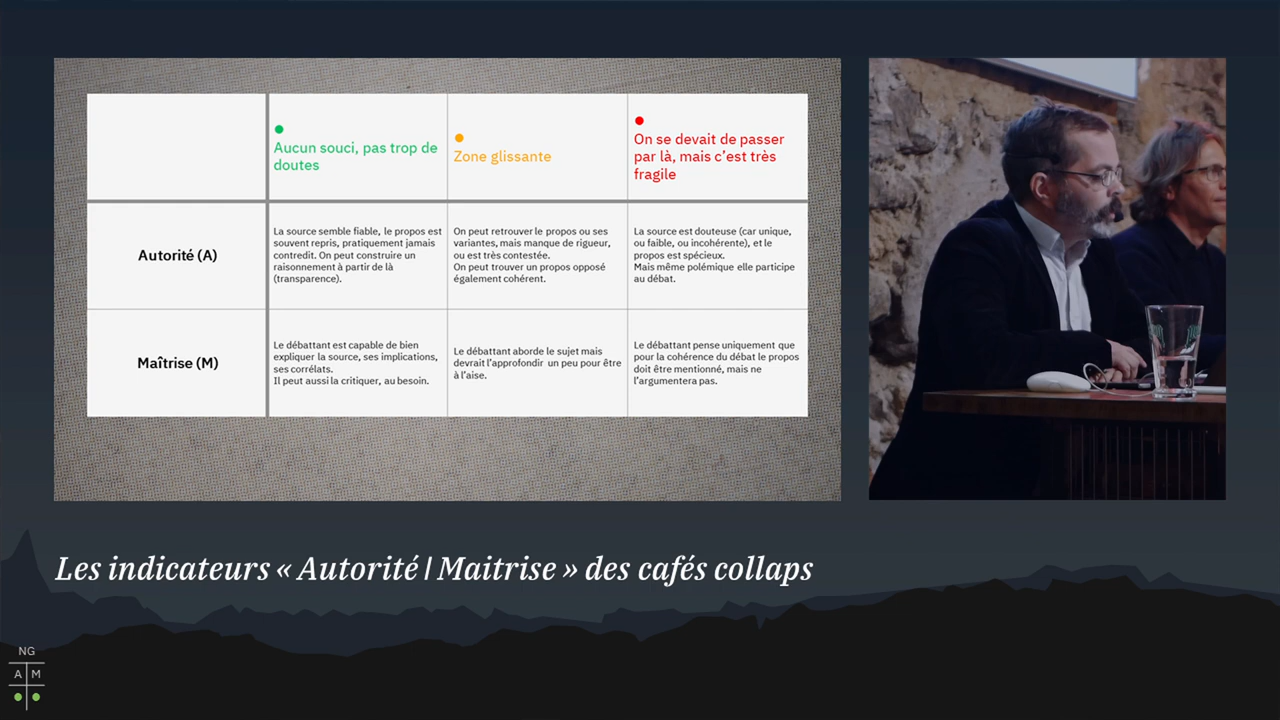 Aucun souci, pas trop de
doutes
Zone glissante
On se devait de passer
par là, mais c’est très
fragile
Autorité (A)
La source semble fiable, le propos est
souvent repris, pratiquement jamais
contredit. On peut construire un
raisonnement à partir de là
(transparence).
On peut retrouver le propos ou ses
variantes, mais manque de rigueur,
ou est très contestée.
On peut trouver un propos opposé
également cohérent.
La source est douteuse (car unique,
ou faible, ou incohérente), et le
propos est spécieux.
Mais même polémique elle participe
au débat.
Maîtrise (M)
Le débattant est capable de bien
expliquer la source, ses implications,
ses corrélats.
Il peut aussi la critiquer, au besoin.
Le débattant aborde le sujet mais
devrait l’approfondir un peu pour être
à l’aise.
Le débattant pense uniquement que
pour la cohérence du débat le propos
doit être mentionné, mais ne
l’argumentera pas.
Les indicateurs « Autorité | Maitrise » des cafés collaps
NG
A M